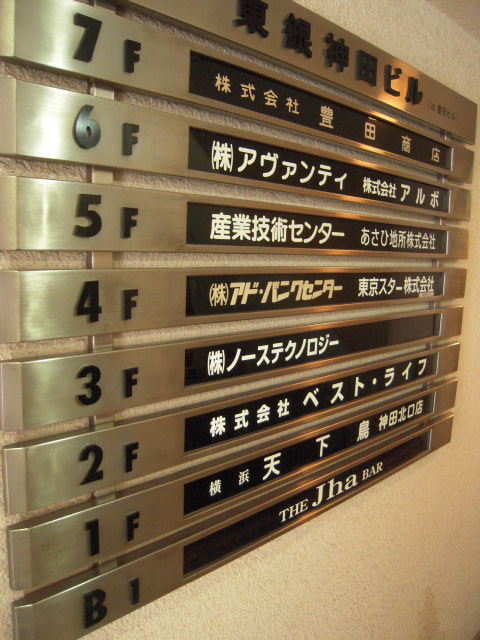 東銀神田ビル (旧 豊田ビル)
7F 株式会社 豊田商店
6F ㈱アヴァンティ 株式会社 アルボ
5F 産業技術センター あさひ地所株式会社
4F ㈱アド・バンクセンター 東京スター株式会社
3F ㈱ノーステクノロジー
2F 株式会社 ベスト・ライフ
1F 横浜 天下鳥 神田北口店
B1 THE Jha BAR